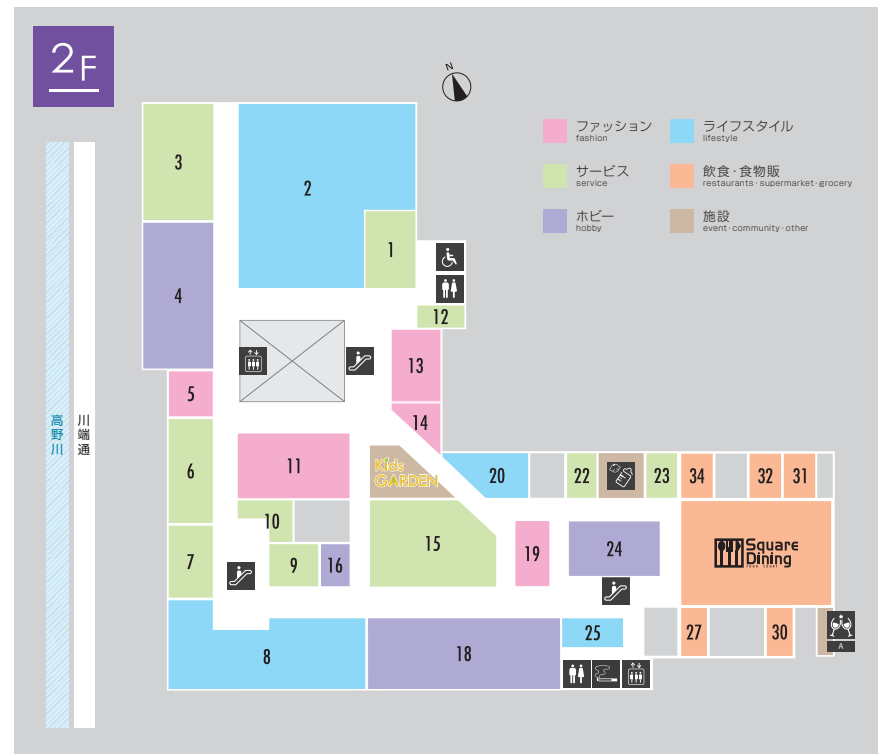 2F
N
ファッション
fashion
ライフスタイル
lifestyle
サービス
service
飲食・食物販
restaurants・supermarket・grocery
ホビー
hobby
施設
event・community・other
3
2
1
4
12
13
5
14
高野川
川端通
6
11
Kids
GARDEN
20
22
23
34
32
31
10
15
19
24
Square
Dining
FOOD COURT
7
9
16
8
18
25
27
30
A